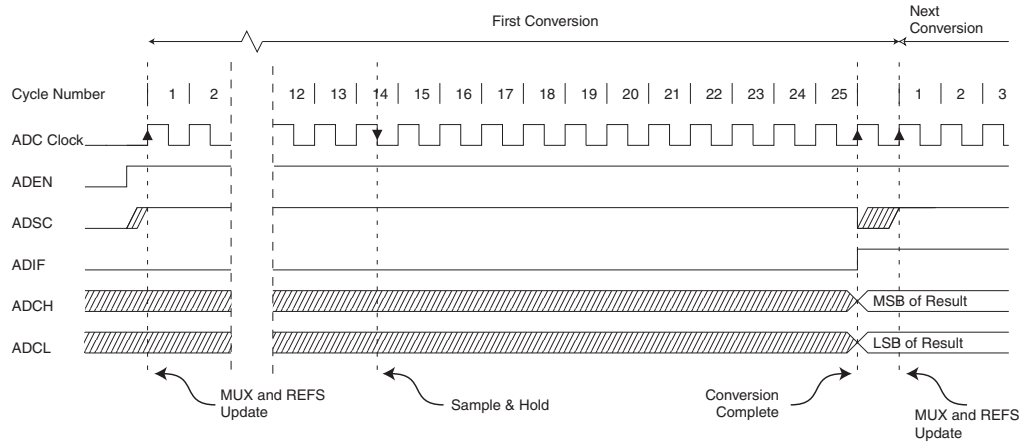 First Conversion
Next
Conversion
Cycle Number 1 2 12 13 14 15 16 17 18 19 20 21 22 23 24 25 1 2 3
ADC Clock
ADEN
ADSC
ADIF
ADCH MSB of Result
ADCL LSB of Result
MUX and REFS
Update
Sample & Hold
Conversion
Complete
MUX and REFS
Update